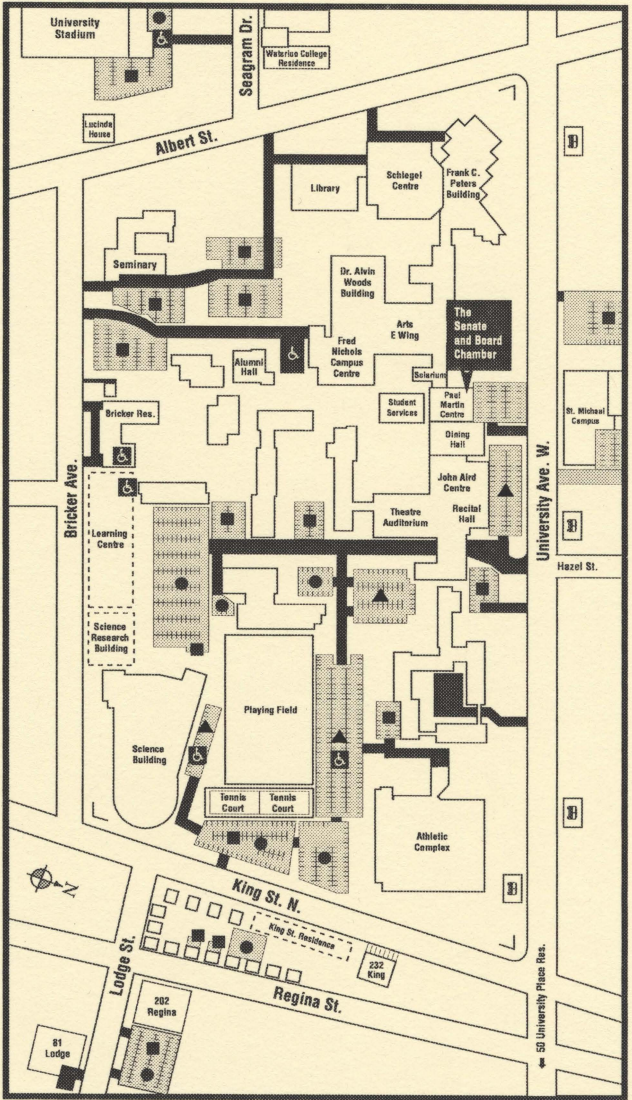 University
Stadium
Seagram Dr.
Waterloo College
Residence
Lucinda
House
Albert St.
Library
Schlegel
Centre
Frank C.
Peters
Building
Seminary
Dr. Alvin
Woods
Building
Arts
E Wing
The
Senate
and Board
Chamber
Fred
Nichols
Campus
Centre
Alumni
Hall
Solarium
Student
Services
Paul
Martin
Centre
St. Michael
Campus
Bricker Res.
Dining
Hall
Bricker Ave.
University Ave. W.
John Aird
Centre
Recital
Hall
Theatre
Auditorium
Learning
Centre
Hazel St.
Science
Research
Building
Playing Field
Science
Building
Tennis
Court
Tennis
Court
Athletic
Complex
N
King St. N.
King St. Residence
232
King
Lodge St.
Regina St.
202
Regina
81
Lodge
← 50 University Place Res.